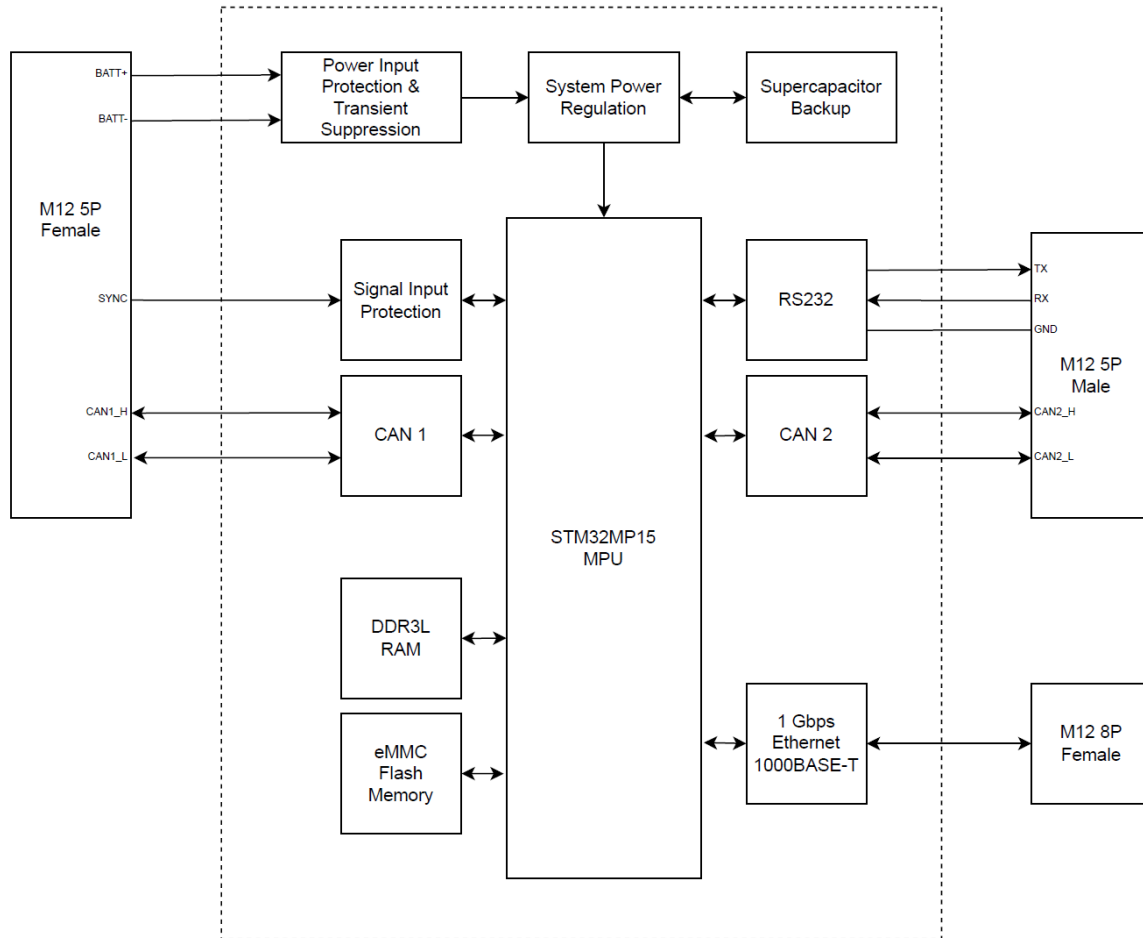 BATT+
BATT-
M12 5P
Female
SYNC
CAN1_H
CAN1_L
Power Input
Protection &
Transient
Suppression
System Power
Regulation
Supercapacitor
Backup
Signal Input
Protection
CAN 1
DDR3L
RAM
eMMC
Flash
Memory
STM32MP15
MPU
RS232
CAN 2
1 Gbps
Ethernet
1000BASE-T
TX
RX
GND
M12 5P
Male
CAN2_H
CAN2_L
M12 8P
Female